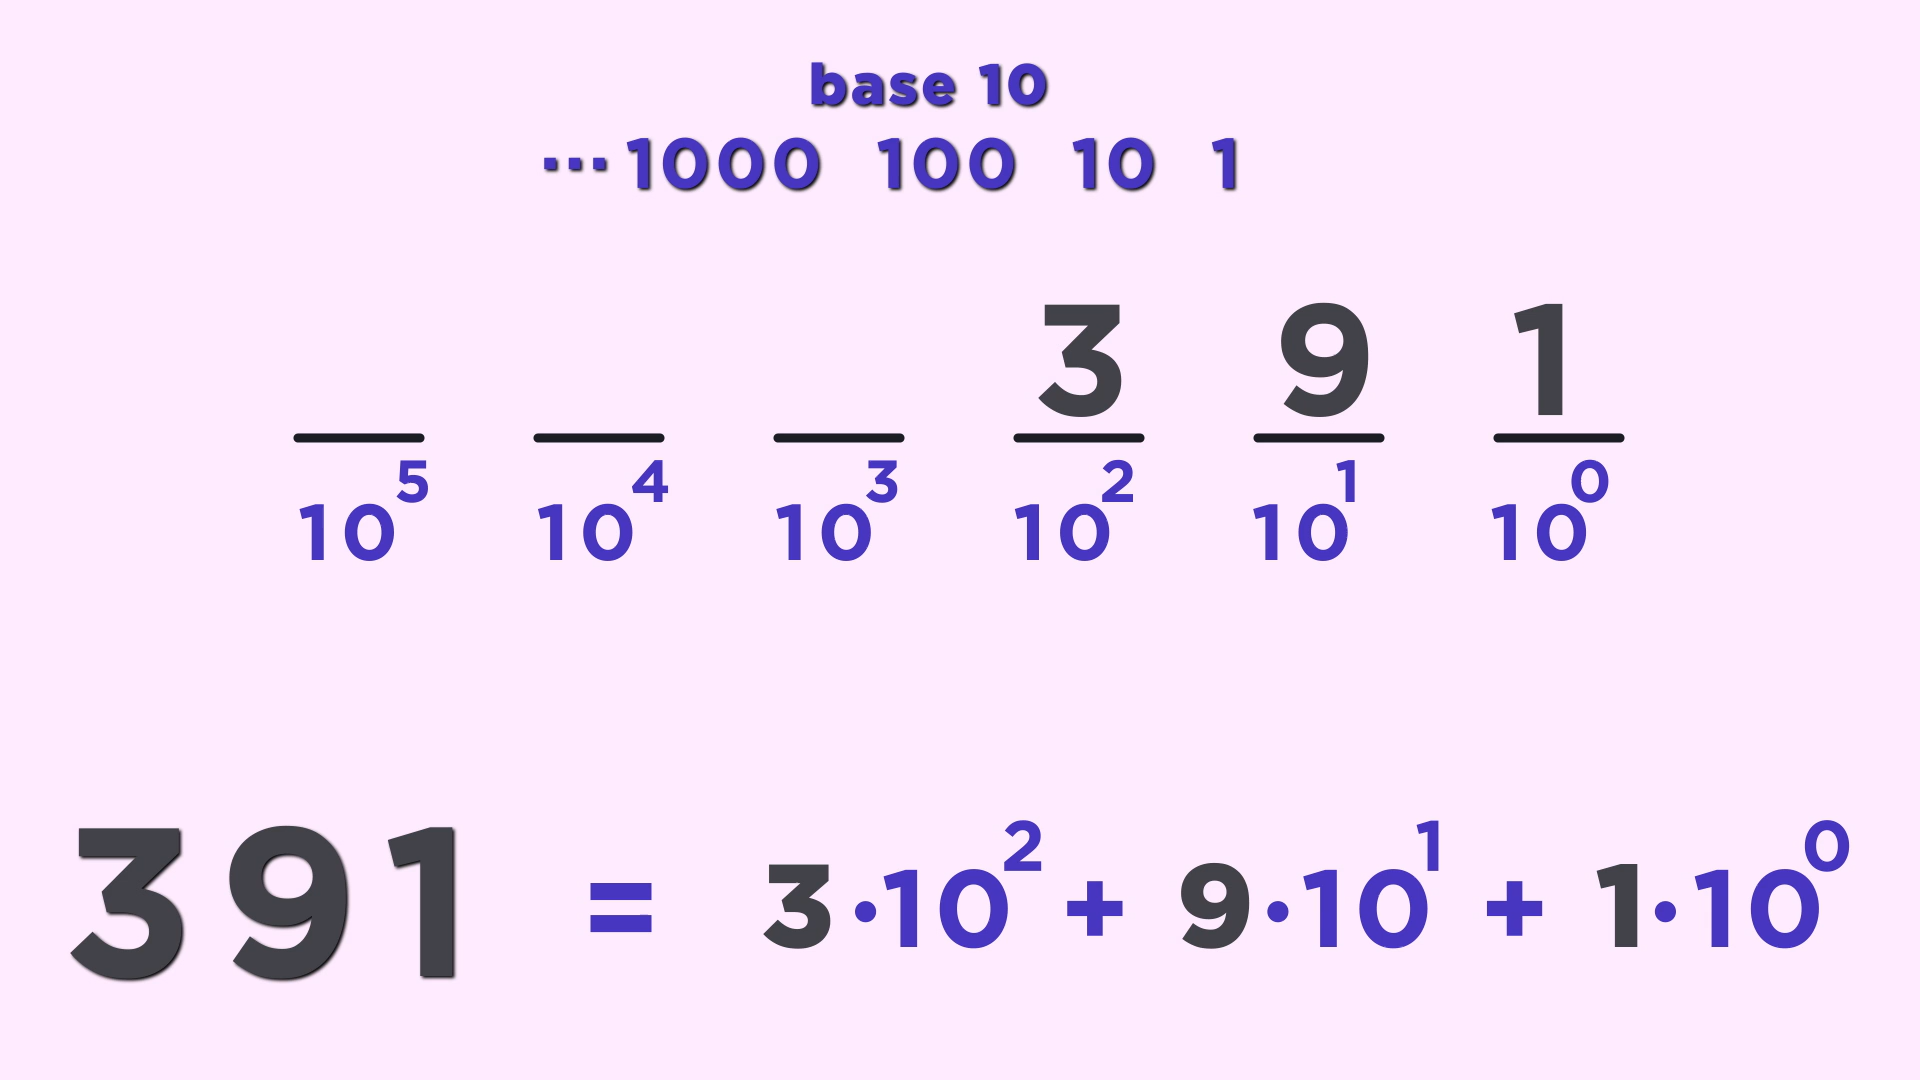 base 10
···1000 100 10 1
3 9 1
10⁵ 10⁴ 10³ 10² 10¹ 10⁰
391 = 3·10² + 9·10¹ + 1·10⁰